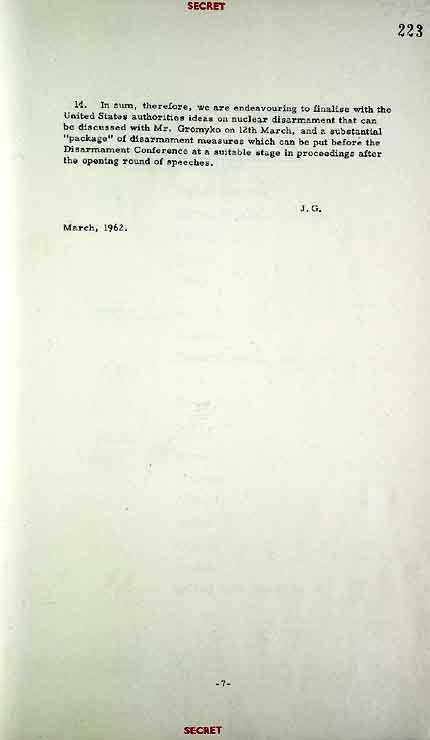 SECRET
223
14. In sum, therefore, we are endeavouring to finalise with the
United States authorities ideas on nuclear disarmament that can
be discussed with Mr. Gromyko on 12th March, and a substantial
"package" of disarmament measures which can be put before the
Disarmament Conference at a suitable stage in proceedings after
the opening round of speeches.
J. G.
March, 1962.
-7-
SECRET